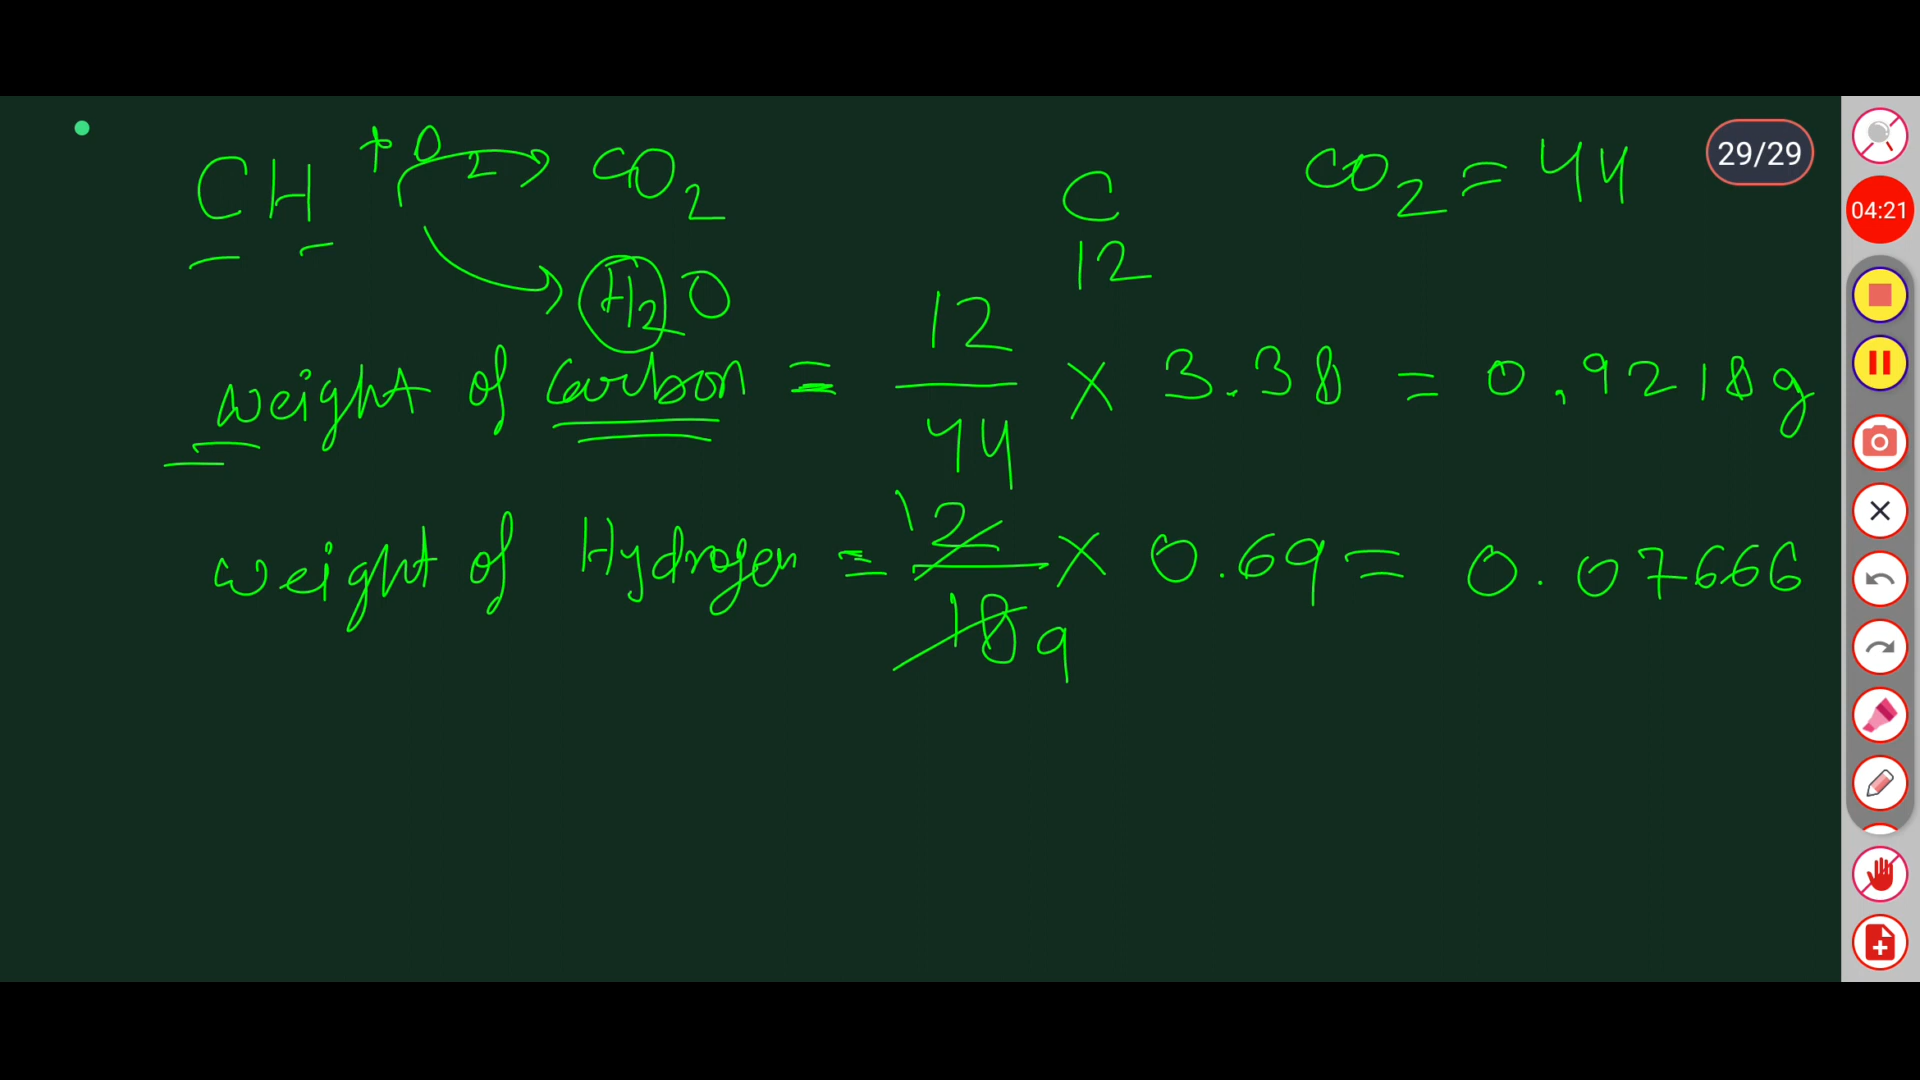 CH + O2 → CO2 C CO2 = 44 29/29
04:21
→ H2O 12
weight of carbon = 12/44 × 3.38 = 0.9218g
weight of Hydrogen = 1 2/18 9 × 0.69 = 0.07666